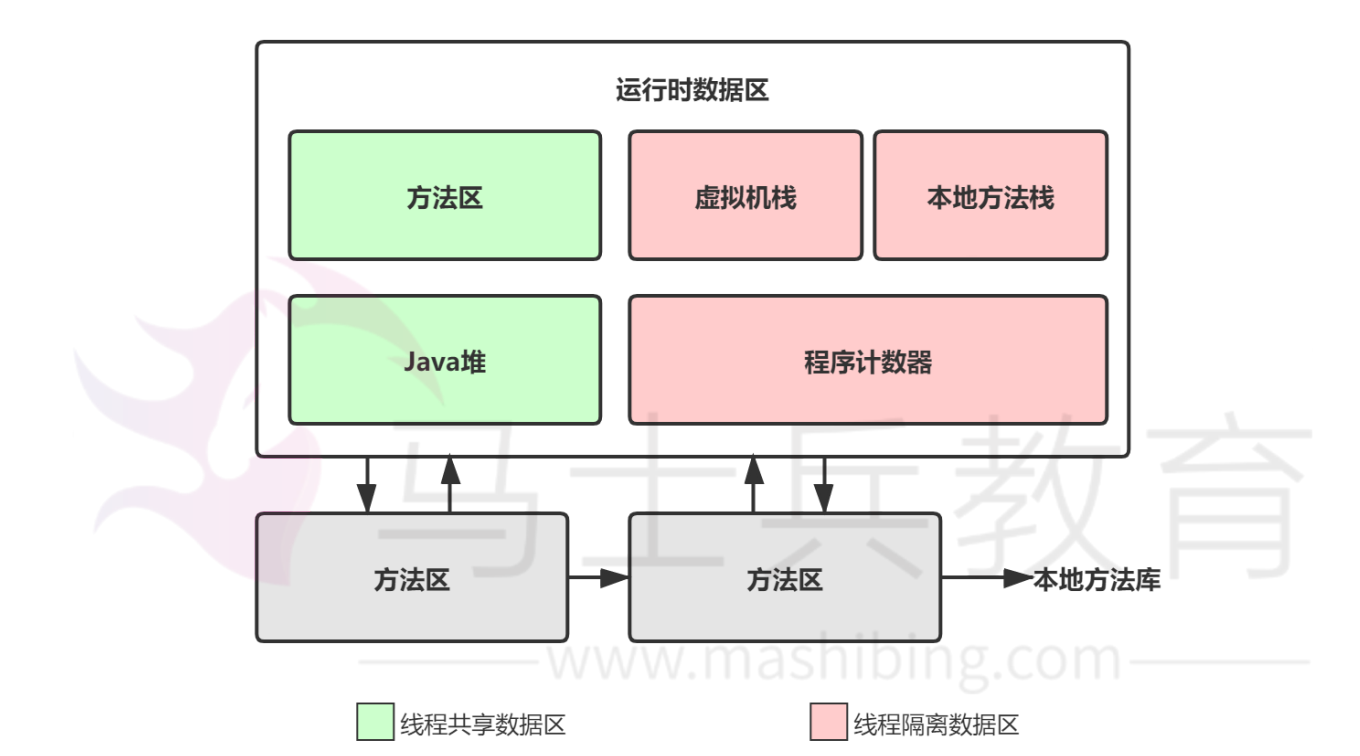 运行时数据区
方法区
虚拟机栈
本地方法栈
Java堆
程序计数器
马士兵教育
方法区
方法区
本地方法库
www.mashibing.com
线程共享数据区
线程隔离数据区